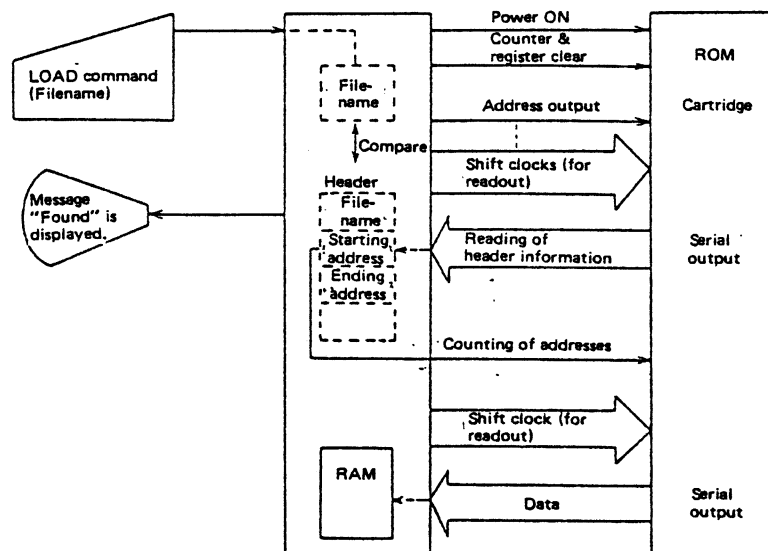 LOAD command
(Filename)
Message
"Found" is
displayed.
File-
name
Compare
Header
File-
name
Starting
address
Ending
address
RAM
Power ON
Counter &
register clear
Address output
Shift clocks (for
readout)
Reading of
header information
Counting of addresses
Shift clock (for
readout)
Data
ROM
Cartridge
Serial
output
Serial
output